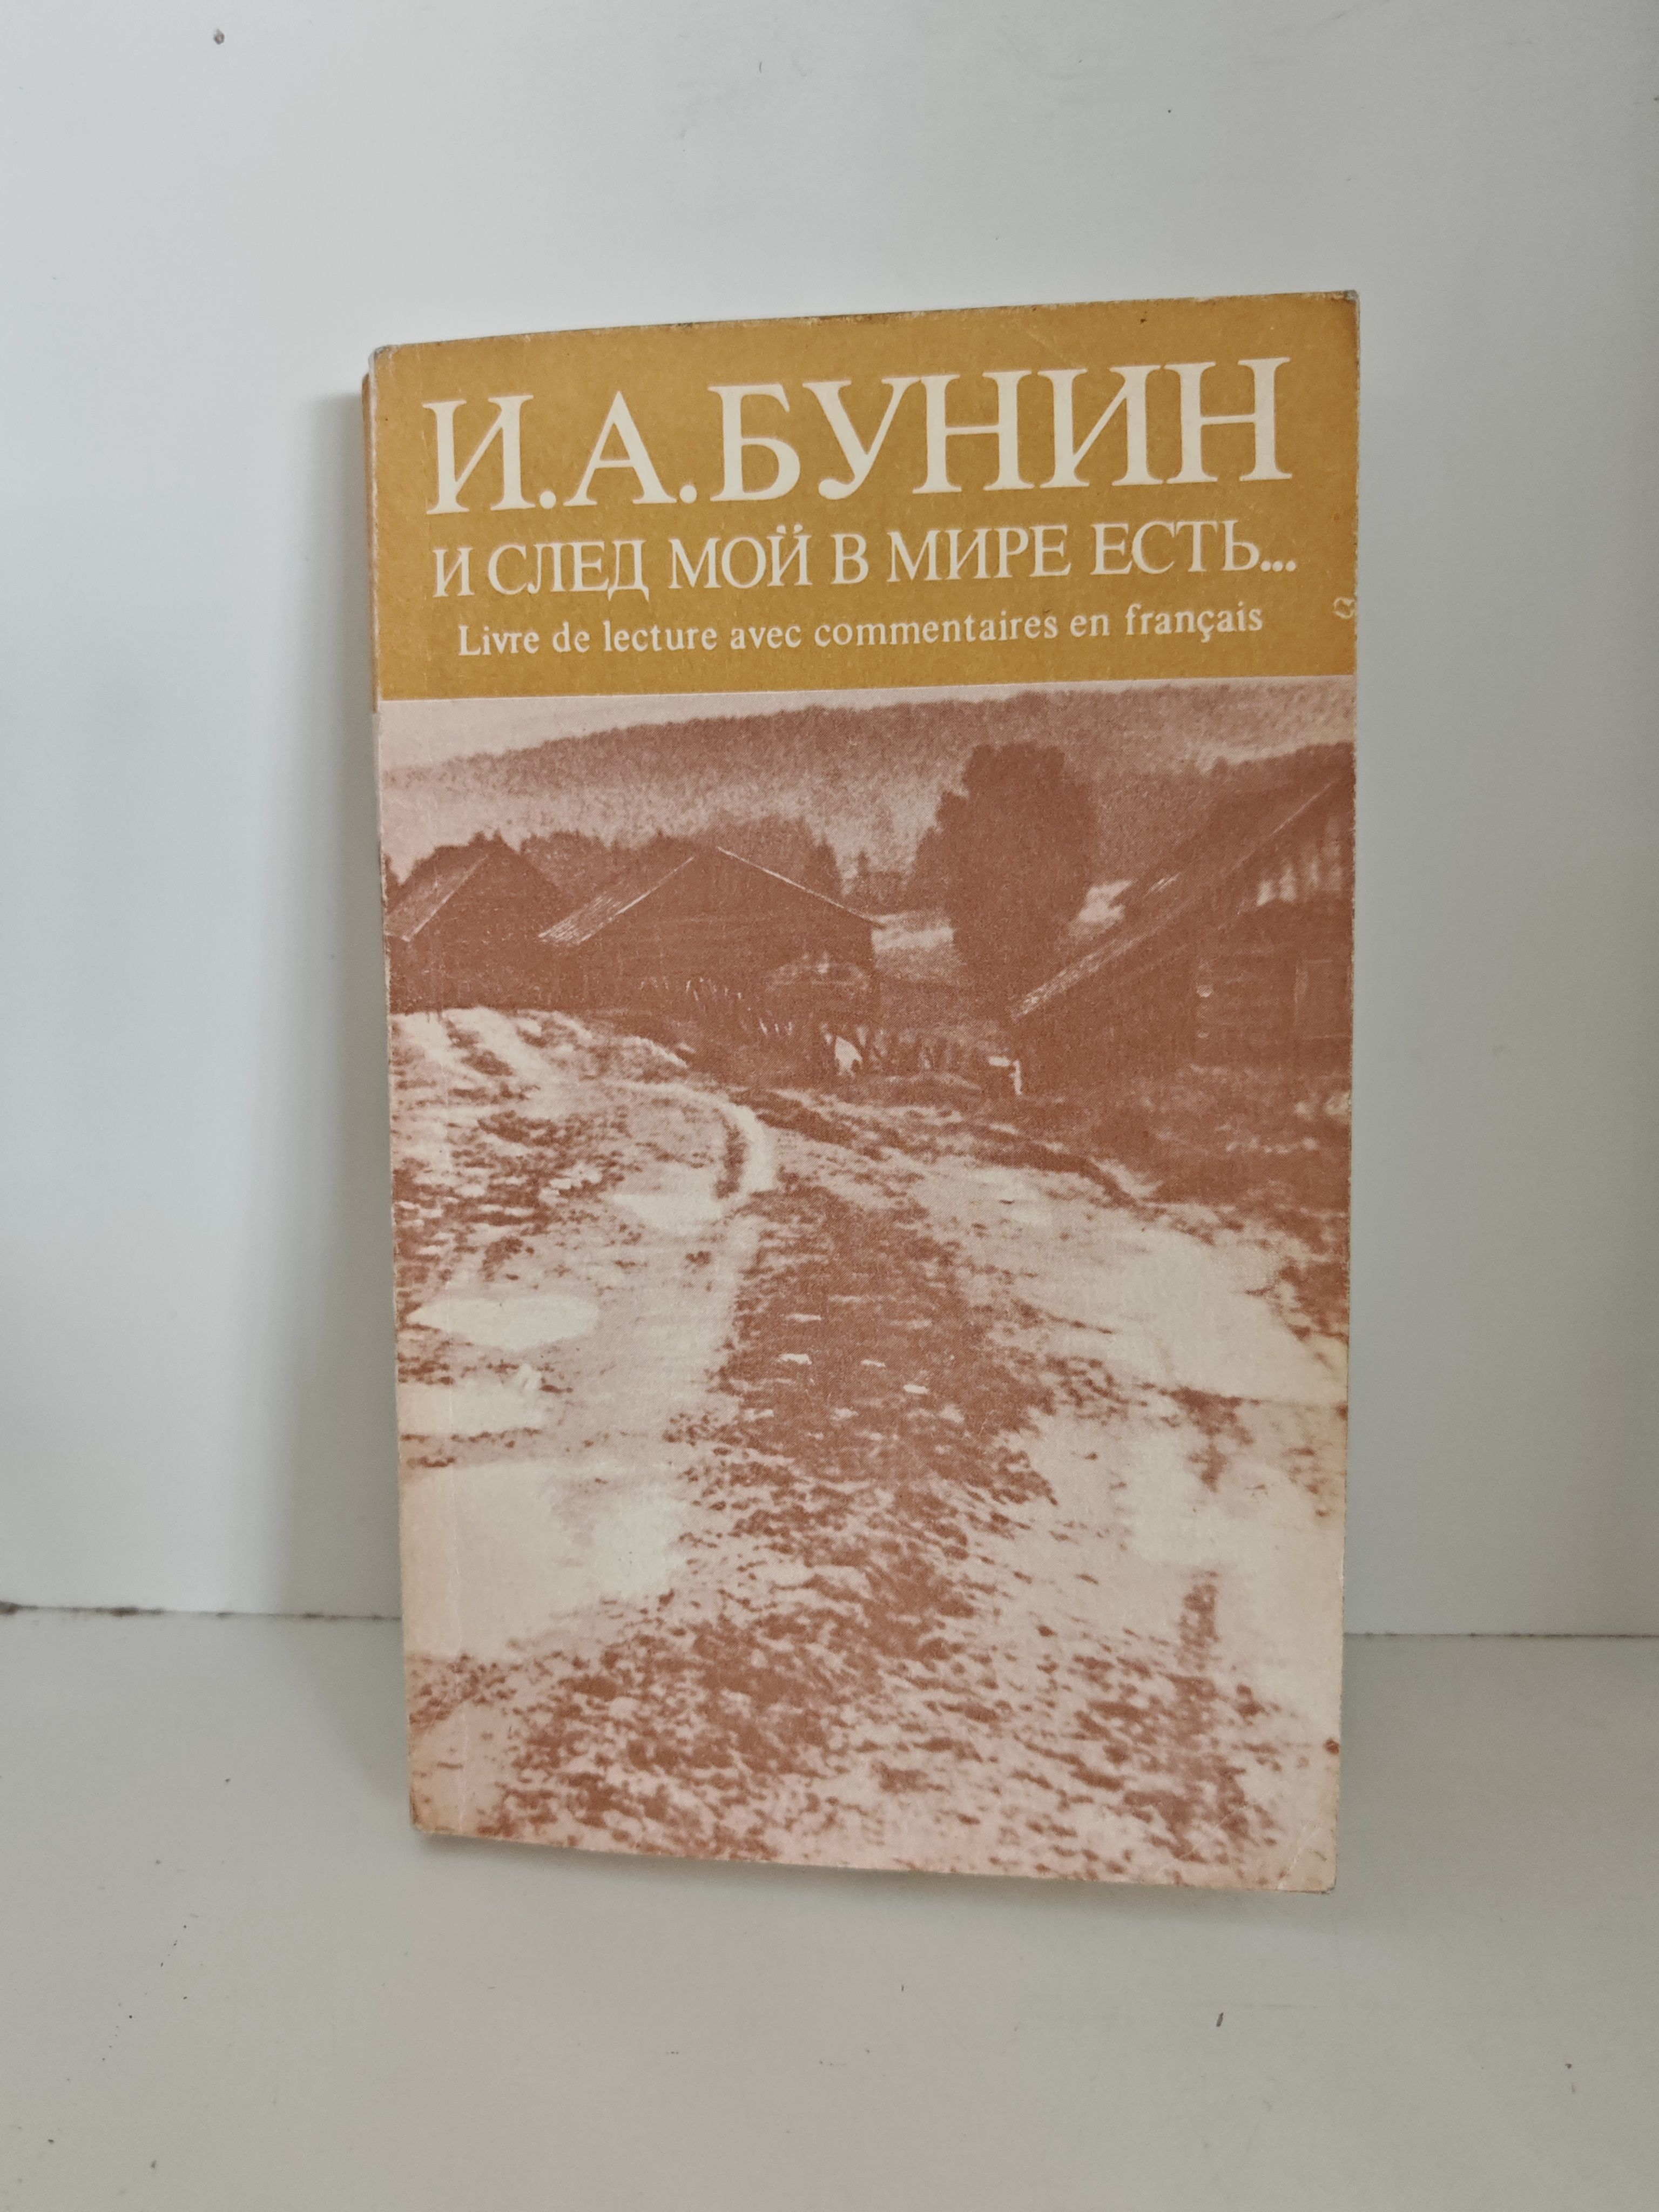 И.А.БУНИН
И СЛЕД МОЙ В МИРЕ ЕСТЬ...
Livre de lecture avec commentaires en français